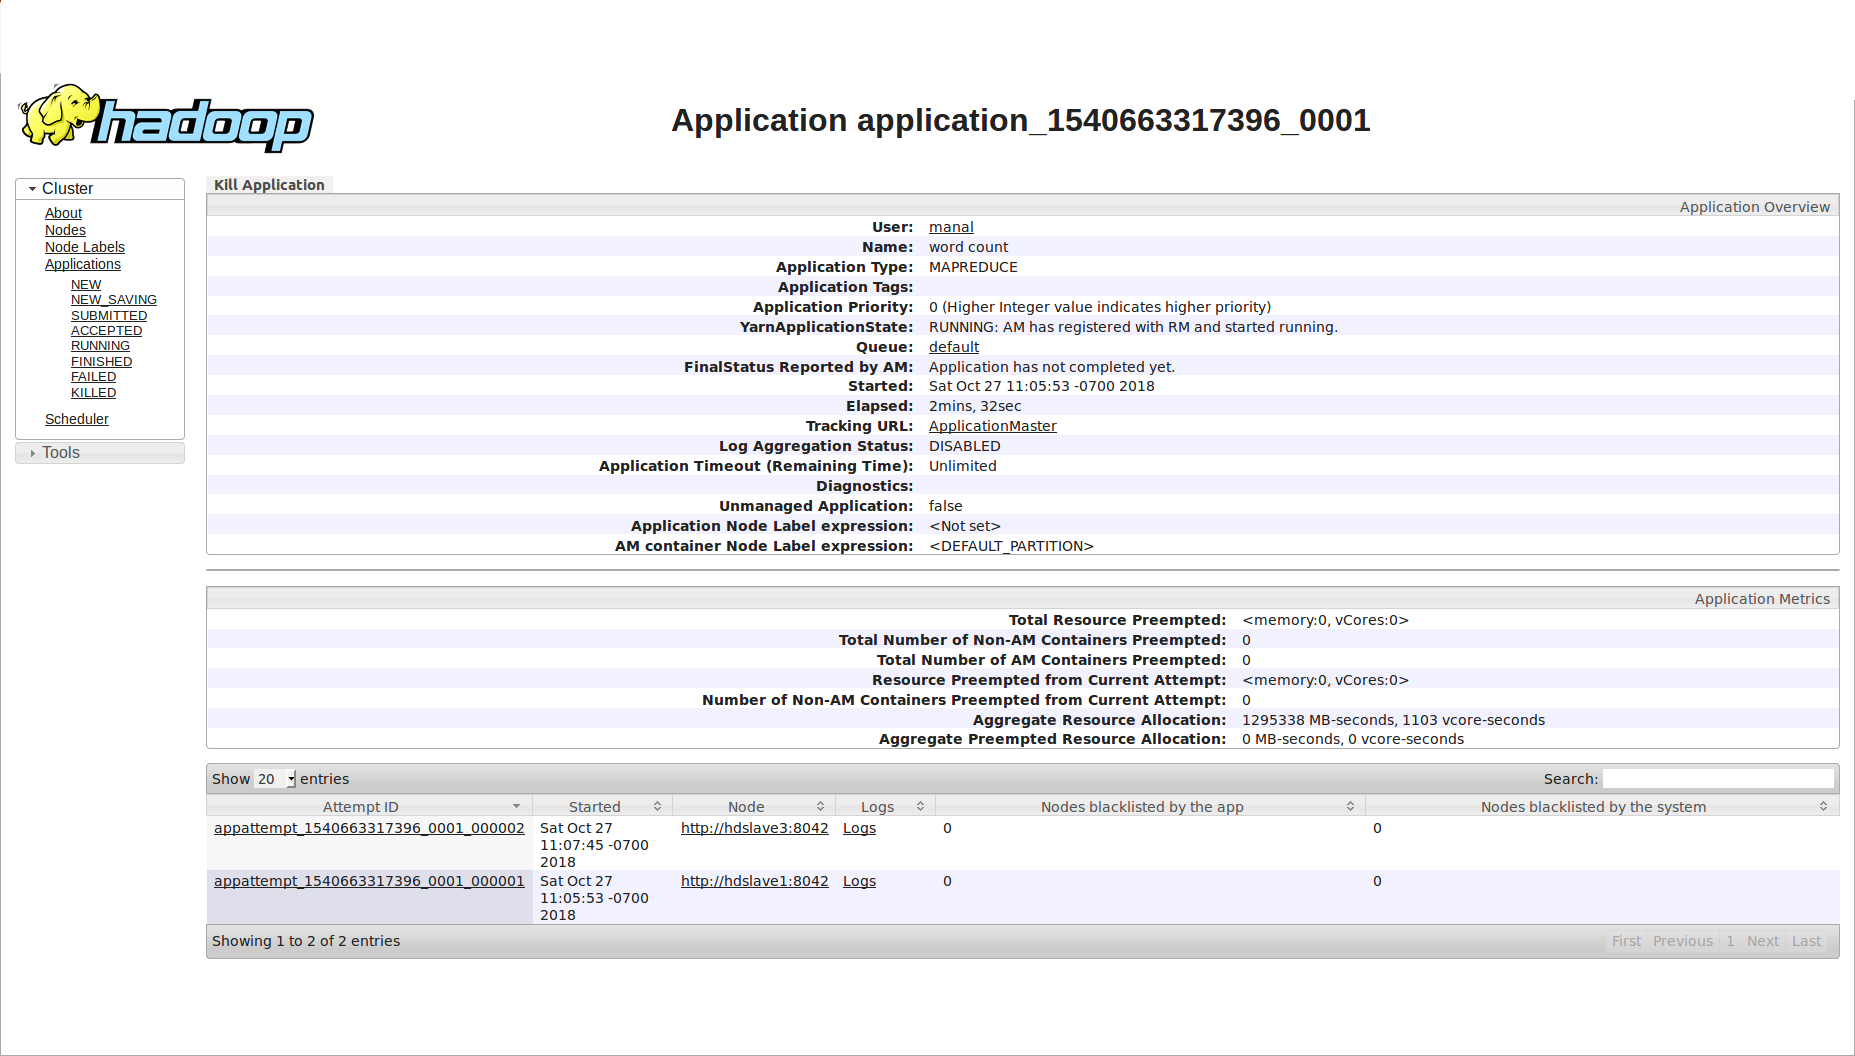 hadoop
Application application_1540663317396_0001
Cluster
About
Nodes
Node Labels
Applications
NEW
NEW_SAVING
SUBMITTED
ACCEPTED
RUNNING
FINISHED
FAILED
KILLED
Scheduler
Tools
Kill Application
Application Overview
User: manal
Name: word count
Application Type: MAPREDUCE
Application Tags:
Application Priority: 0 (Higher Integer value indicates higher priority)
YarnApplicationState: RUNNING: AM has registered with RM and started running.
Queue: default
FinalStatus Reported by AM: Application has not completed yet.
Started: Sat Oct 27 11:05:53 -0700 2018
Elapsed: 2mins, 32sec
Tracking URL: ApplicationMaster
Log Aggregation Status: DISABLED
Application Timeout (Remaining Time): Unlimited
Diagnostics:
Unmanaged Application: false
Application Node Label expression: <Not set>
AM container Node Label expression: <DEFAULT_PARTITION>
Application Metrics
Total Resource Preempted: <memory:0, vCores:0>
Total Number of Non-AM Containers Preempted: 0
Total Number of AM Containers Preempted: 0
Resource Preempted from Current Attempt: <memory:0, vCores:0>
Number of Non-AM Containers Preempted from Current Attempt: 0
Aggregate Resource Allocation: 1295338 MB-seconds, 1103 vcore-seconds
Aggregate Preempted Resource Allocation: 0 MB-seconds, 0 vcore-seconds
Show 20 entries Search:
Attempt ID Started Node Logs Nodes blacklisted by the app Nodes blacklisted by the system
appattempt_1540663317396_0001_000002 Sat Oct 27 http://hdslave3:8042 Logs 0 0
11:07:45 -0700
2018
appattempt_1540663317396_0001_000001 Sat Oct 27 http://hdslave1:8042 Logs 0 0
11:05:53 -0700
2018
Showing 1 to 2 of 2 entries First Previous 1 Next Last